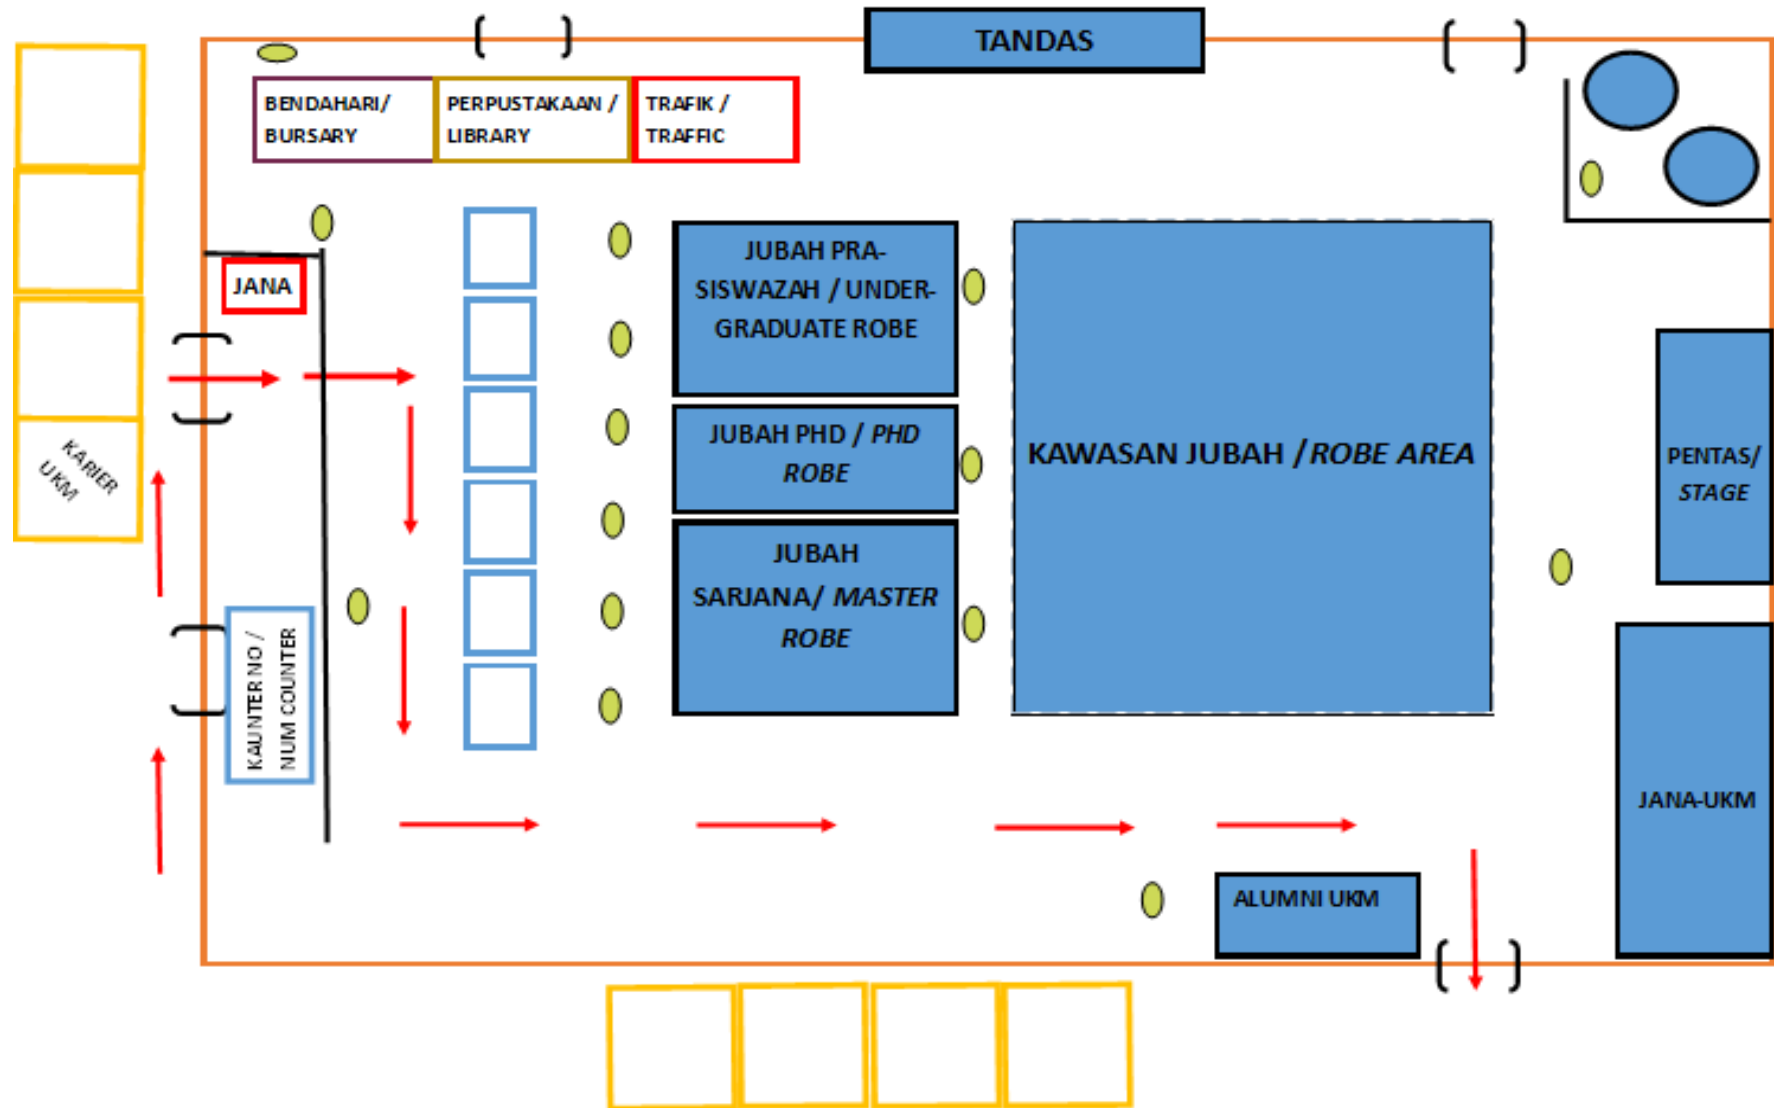 TANDAS
BENDAHARI/
BURSARY
PERPUSTAKAAN /
LIBRARY
TRAFIK /
TRAFFIC
JANA
KARIER
UKM
KAUNTER NO /
NUM COUNTER
JUBAH PRA-
SISWAZAH / UNDER-
GRADUATE ROBE
JUBAH PHD / PHD
ROBE
JUBAH
SARJANA/ MASTER
ROBE
KAWASAN JUBAH /ROBE AREA
PENTAS/
STAGE
JANA-UKM
ALUMNI UKM